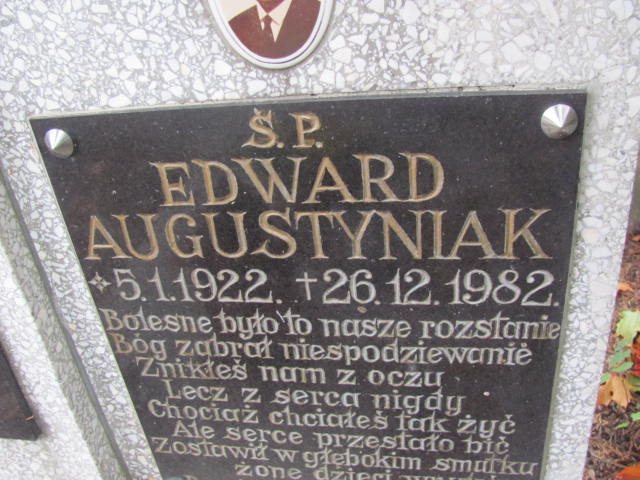 Ś.P.
EDWARD
AUGUSTYNIAK
*5.1.1922. +26.12.1982.
Bolesne było to nasze rozstanie
Bóg zabrał niespodziewanie
Znikłeś nam z oczu
Lecz z serca nigdy
Chociaż chciałeś tak żyć
Ale serce przestało bić
Zostawił w głębokim smutku
żonę dzieci